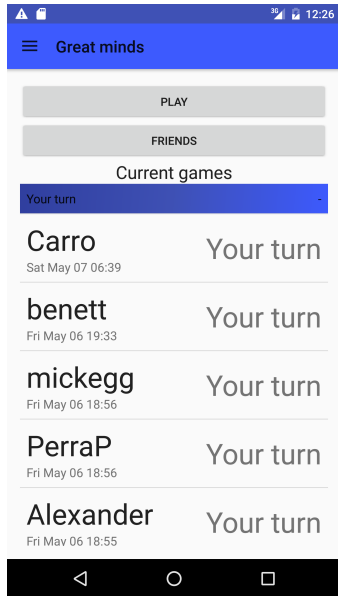 3G 12:26
Great minds
PLAY
FRIENDS
Current games
Your turn -
Carro Your turn
Sat May 07 06:39
benett Your turn
Fri May 06 19:33
mickegg Your turn
Fri May 06 18:56
PerraP Your turn
Fri May 06 18:56
Alexander Your turn
Fri May 06 18:55